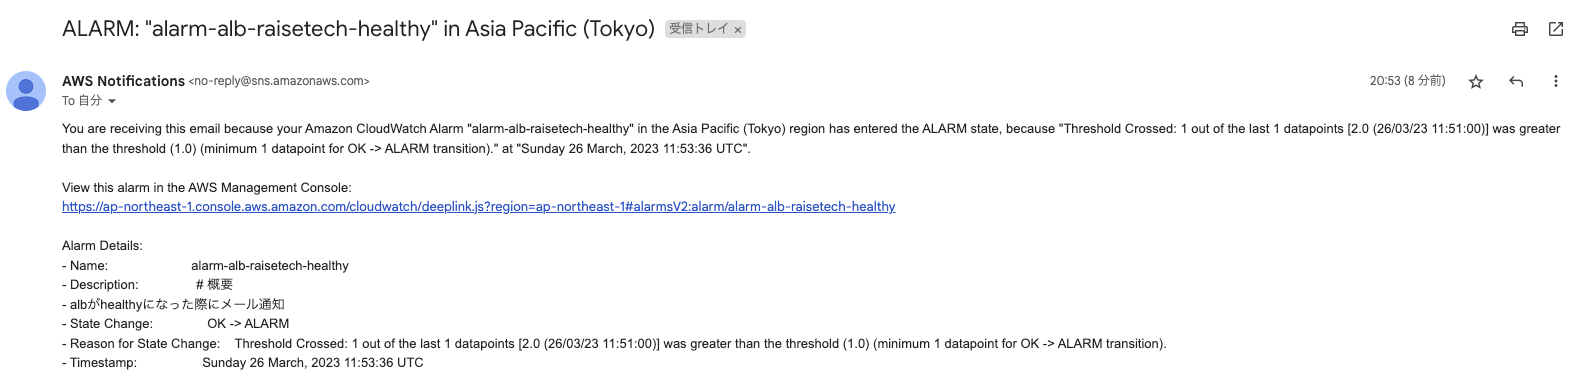 ALARM: "alarm-alb-raisetech-healthy" in Asia Pacific (Tokyo) 受信トレイ ×
AWS Notifications <no-reply@sns.amazonaws.com> 20:53 (8 分前)
To 自分
You are receiving this email because your Amazon CloudWatch Alarm "alarm-alb-raisetech-healthy" in the Asia Pacific (Tokyo) region has entered the ALARM state, because "Threshold Crossed: 1 out of the last 1 datapoints [2.0 (26/03/23 11:51:00)] was greater
than the threshold (1.0) (minimum 1 datapoint for OK -> ALARM transition)." at "Sunday 26 March, 2023 11:53:36 UTC".
View this alarm in the AWS Management Console:
https://ap-northeast-1.console.aws.amazon.com/cloudwatch/deeplink.js?region=ap-northeast-1#alarmsV2:alarm/alarm-alb-raisetech-healthy
Alarm Details:
- Name: alarm-alb-raisetech-healthy
- Description: # 概要
- albがhealthyになった際にメール通知
- State Change: OK -> ALARM
- Reason for State Change: Threshold Crossed: 1 out of the last 1 datapoints [2.0 (26/03/23 11:51:00)] was greater than the threshold (1.0) (minimum 1 datapoint for OK -> ALARM transition).
- Timestamp: Sunday 26 March, 2023 11:53:36 UTC